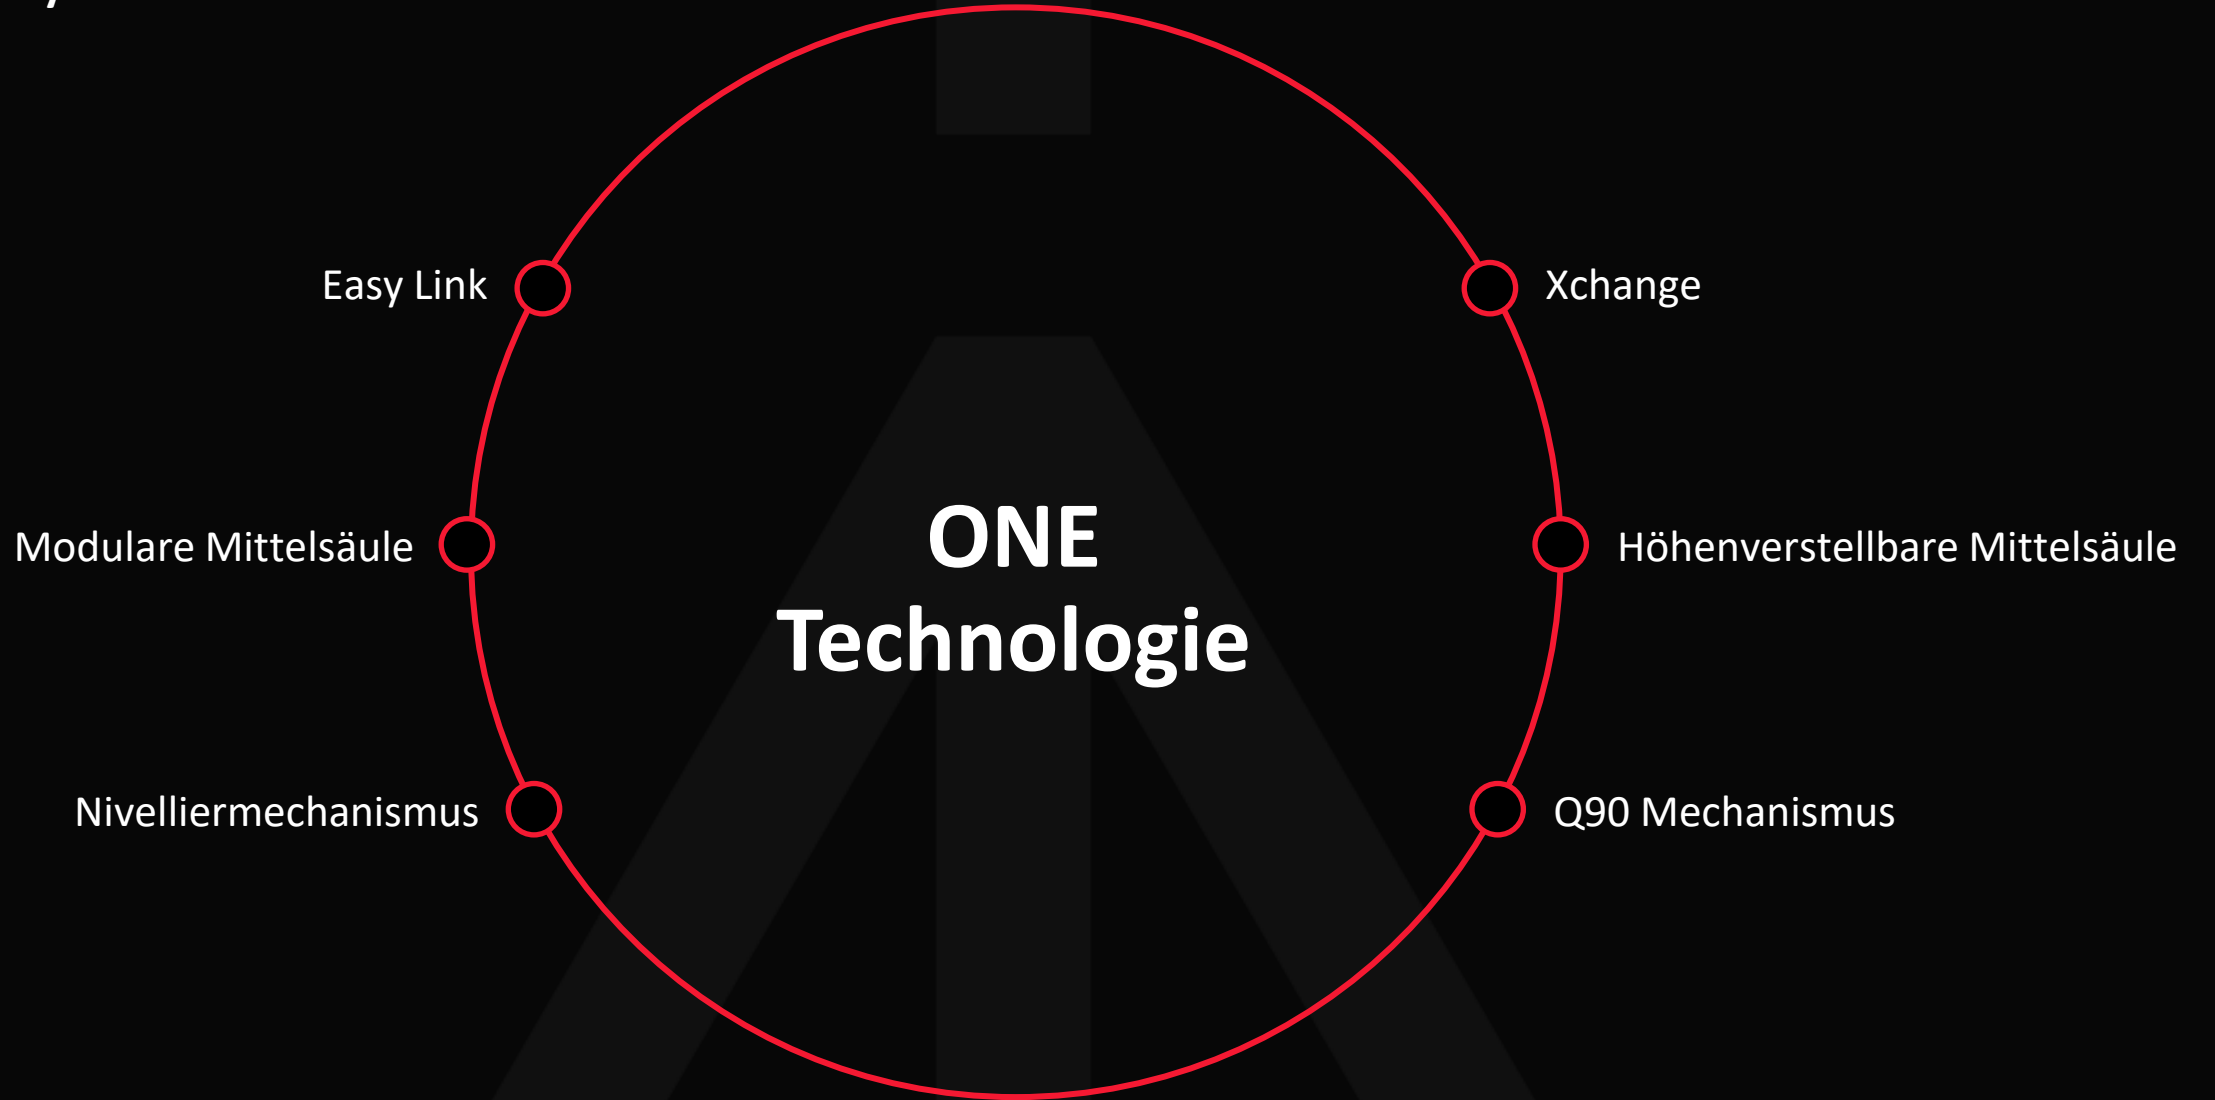 Easy Link
Xchange
Modulare Mittelsäule
ONE
Technologie
Höhenverstellbare Mittelsäule
Nivelliermechanismus
Q90 Mechanismus